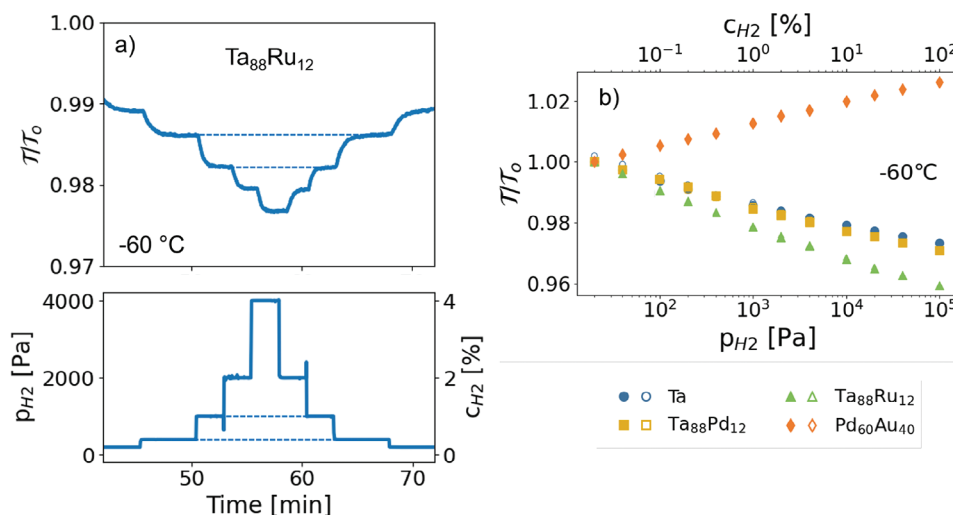 a)
Ta88Ru12
1.00
0.99
0.98
0.97
T/To
-60 °C
4000
2000
0
pH2 [Pa]
4
2
0
cH2 [%]
50 60 70
Time [min]
cH2 [%]
10⁻¹ 10⁰ 10¹ 10²
b)
1.02
1.00
0.98
0.96
T/To
-60°C
10² 10³ 10⁴ 10⁵
pH2 [Pa]
Ta
Ta88Pd12
Ta88Ru12
Pd60Au40